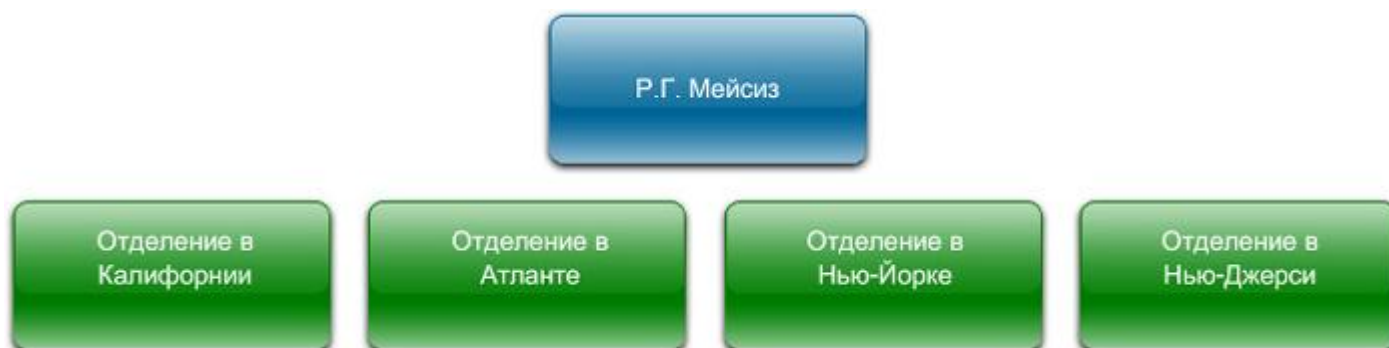 Р.Г. Мейсиз
Отделение в
Калифорнии
Отделение в
Атланте
Отделение в
Нью-Йорке
Отделение в
Нью-Джерси